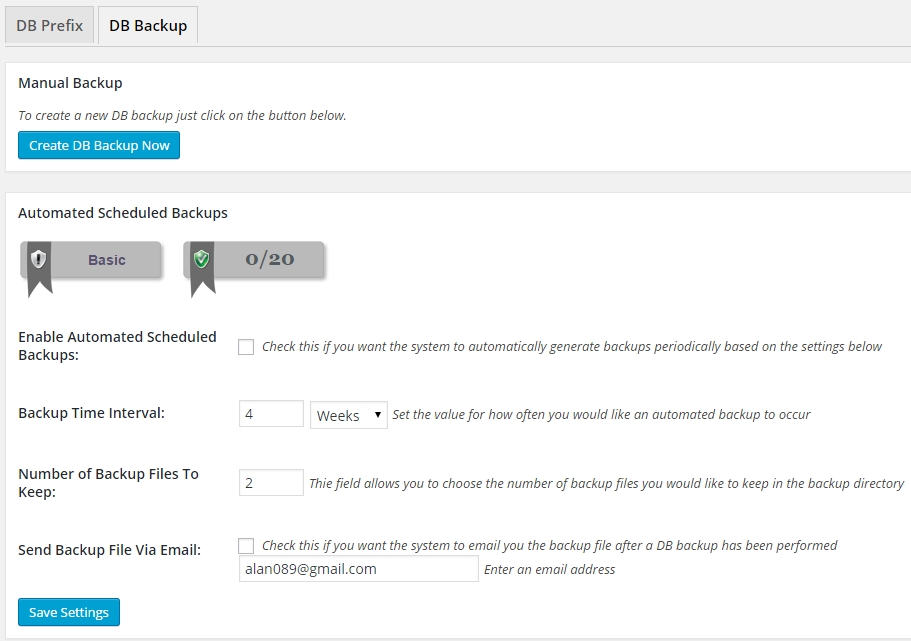 DB Prefix DB Backup
Manual Backup
To create a new DB backup just click on the button below.
Create DB Backup Now
Automated Scheduled Backups
Basic 0/20
Enable Automated Scheduled
Backups:
Check this if you want the system to automatically generate backups periodically based on the settings below
Backup Time Interval: 4 Weeks Set the value for how often you would like an automated backup to occur
Number of Backup Files To
Keep:
2 Thie field allows you to choose the number of backup files you would like to keep in the backup directory
Send Backup File Via Email: Check this if you want the system to email you the backup file after a DB backup has been performed
alan089@gmail.com Enter an email address
Save Settings